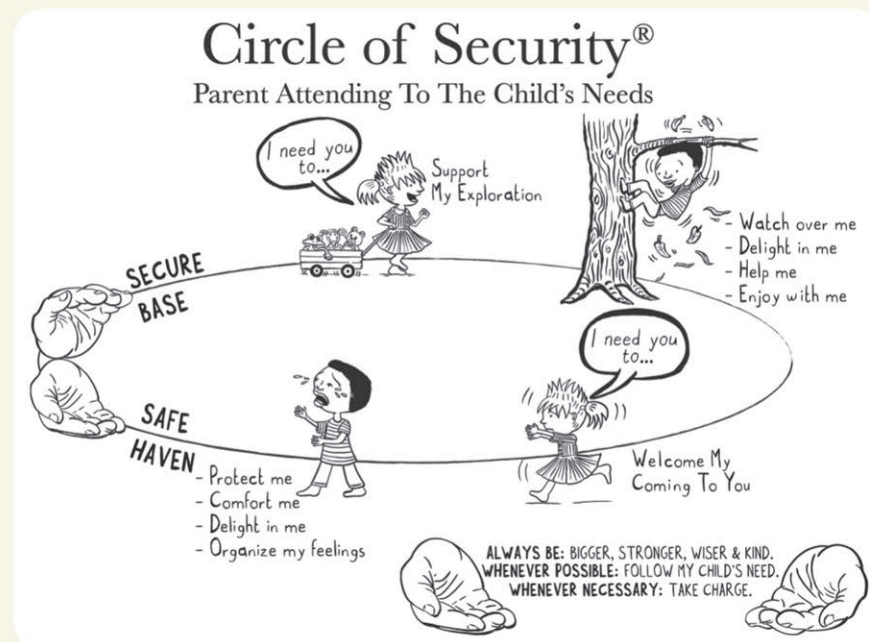 Circle of Security®
Parent Attending To The Child's Needs
I need you
to...
Support
My Exploration
- Watch over me
- Delight in me
- Help me
- Enjoy with me
SECURE
BASE
I need you
to...
Welcome My
Coming To You
SAFE
HAVEN
- Protect me
- Comfort me
- Delight in me
- Organize my feelings
ALWAYS BE: BIGGER, STRONGER, WISER & KIND.
WHENEVER POSSIBLE: FOLLOW MY CHILD'S NEED.
WHENEVER NECESSARY: TAKE CHARGE.